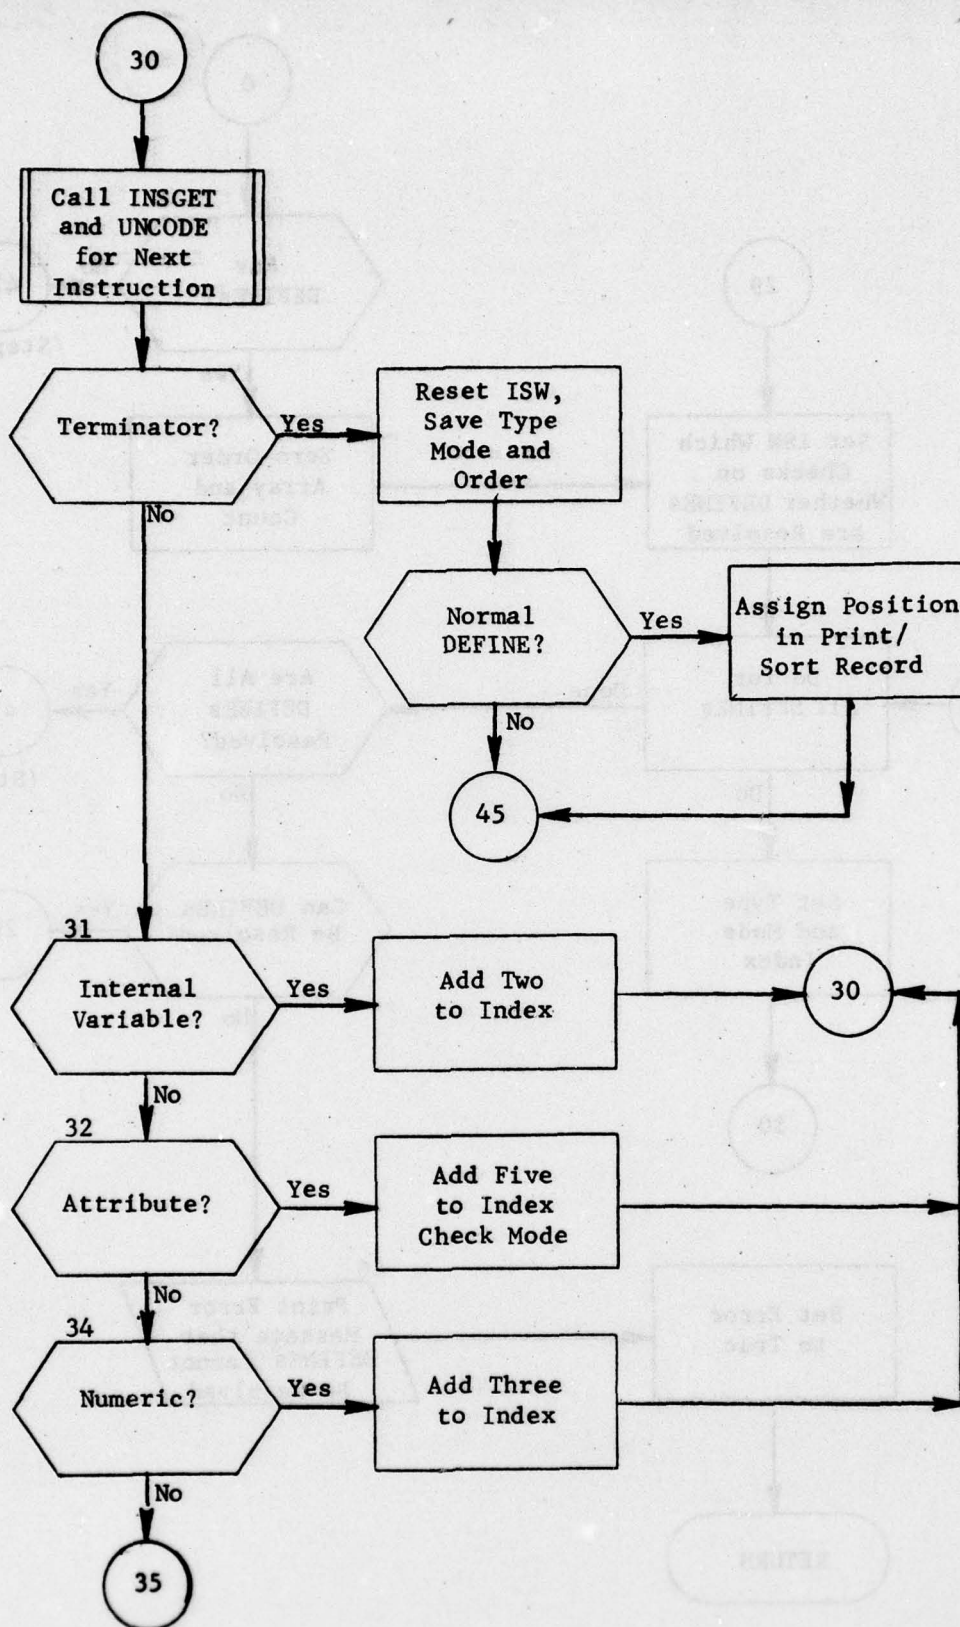 30
Call INSGET
and UNCODE
for Next
Instruction
Terminator?
Yes
No
Reset ISW,
Save Type
Mode and
Order
Normal
DEFINE?
Yes
No
Assign Position
in Print/
Sort Record
45
31
Internal
Variable?
Yes
No
Add Two
to Index
30
32
Attribute?
Yes
No
Add Five
to Index
Check Mode
34
Numeric?
Yes
No
Add Three
to Index
35